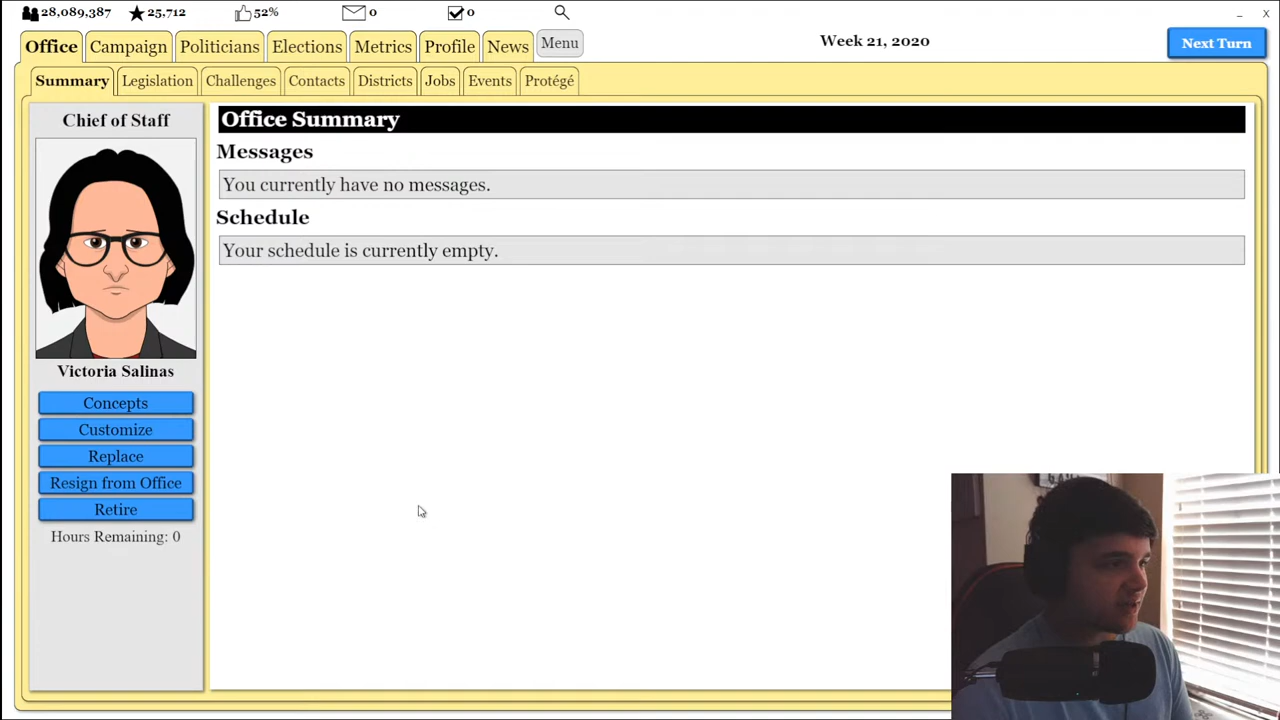 28,089,387 25,712 52% 0 0
_ X
Office Campaign Politicians Elections Metrics Profile News Menu
Week 21, 2020
Next Turn
Summary Legislation Challenges Contacts Districts Jobs Events Protégé
Chief of Staff
Victoria Salinas
Concepts
Customize
Replace
Resign from Office
Retire
Hours Remaining: 0
Office Summary
Messages
You currently have no messages.
Schedule
Your schedule is currently empty.